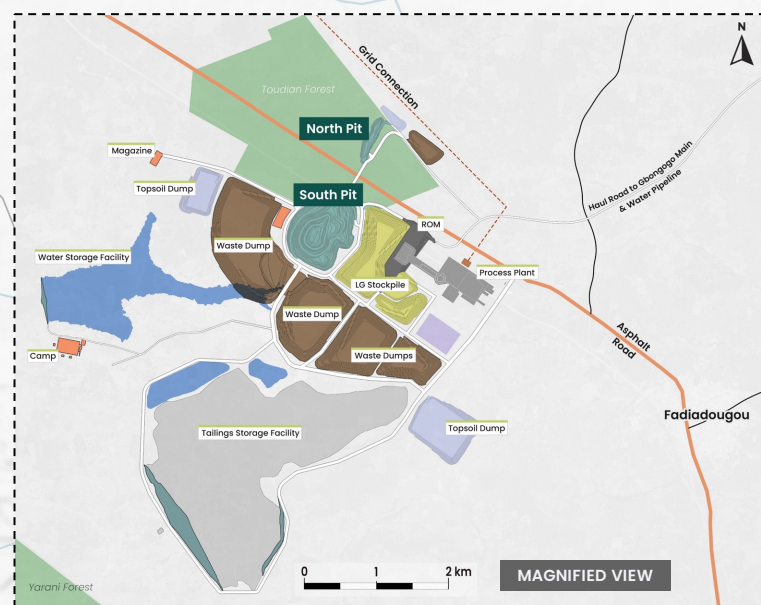 N
Toudian Forest
Grid Connection
North Pit
Magazine
Topsoil Dump
South Pit
Haul Road to Gbongogo Main
& Water Pipeline
ROM
Waste Dump
Water Storage Facility
Process Plant
LG Stockpile
Waste Dump
Asphalt
Road
Camp
Waste Dumps
Fadiadougou
Tailings Storage Facility
Topsoil Dump
0 1 2 km
MAGNIFIED VIEW
Yarani Forest